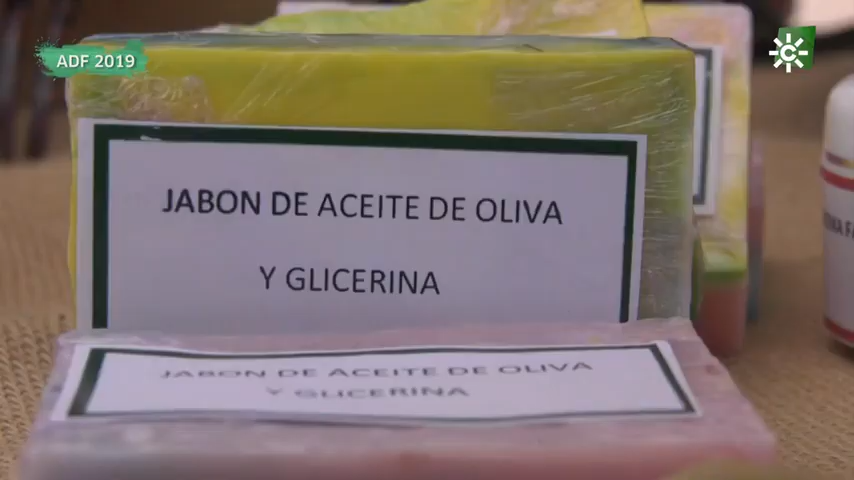 ADF 2019
JABON DE ACEITE DE OLIVA
Y GLICERINA
JABON DE ACEITE DE OLIVA
Y GLICERINA